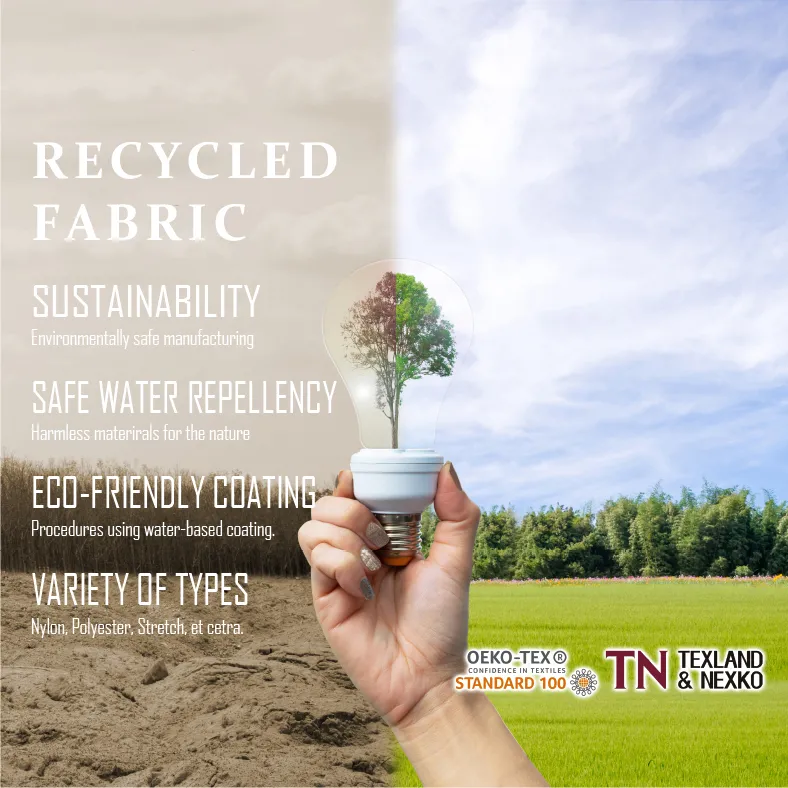 RECYCLED
FABRIC
SUSTAINABILITY
Environmentally safe manufacturing
SAFE WATER REPELLENCY
Harmless materirals for the nature
ECO-FRIENDLY COATING
Procedures using water-based coating.
VARIETY OF TYPES
Nylon, Polyester, Stretch, et cetra.
OEKO-TEX®
CONFIDENCE IN TEXTILES
STANDARD 100
TN TEXLAND
& NEXKO